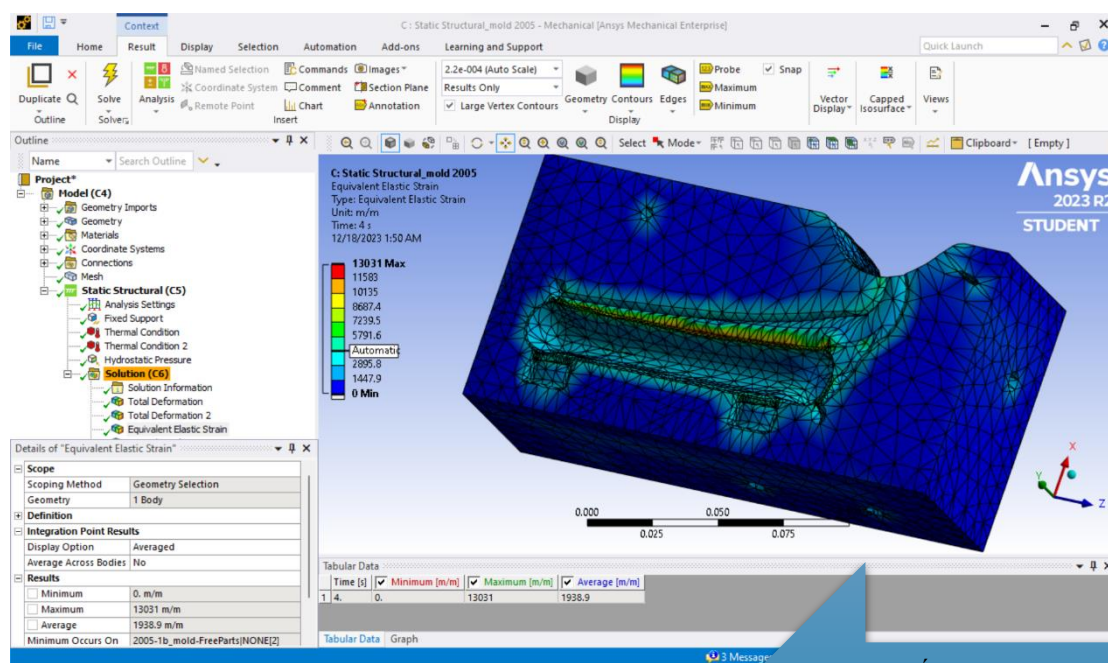 Context
C : Static Structural_mold 2005 - Mechanical [Ansys Mechanical Enterprise]
File Home Result Display Selection Automation Add-ons Learning and Support Quick Launch
Duplicate Q
Outline
Solve
Solver
Analysis
Named Selection
Coordinate System
Remote Point
Commands
Comment
Chart
Images
Section Plane
Annotation
Insert
2.2e-004 (Auto Scale)
Results Only
Large Vertex Contours
Geometry Contours Edges
Probe
Maximum
Minimum
Snap
Display
Vector Display
Capped Isosurface
Views
Outline
Name Search Outline
Select Mode Clipboard [Empty]
Project*
Model (C4)
Geometry Imports
Geometry
Materials
Coordinate Systems
Connections
Mesh
Static Structural (C5)
Analysis Settings
Fixed Support
Thermal Condition
Thermal Condition 2
Hydrostatic Pressure
Solution (C6)
Solution Information
Total Deformation
Total Deformation 2
Equivalent Elastic Strain
C: Static Structural_mold 2005
Equivalent Elastic Strain
Type: Equivalent Elastic Strain
Unit: m/m
Time: 4 s
12/18/2023 1:50 AM
13031 Max
11583
10135
8687.4
7239.5
5791.6
Automatic
2895.8
1447.9
0 Min
Ansys
2023 R2
STUDENT
0.000 0.050
0.025 0.075
X
Y
Z
Details of "Equivalent Elastic Strain"
Scope
Scoping Method Geometry Selection
Geometry 1 Body
Definition
Integration Point Results
Display Option Averaged
Average Across Bodies No
Results
Minimum 0. m/m
Maximum 13031 m/m
Average 1938.9 m/m
Minimum Occurs On 2005-1b_mold-FreeParts|NONE[2]
Tabular Data
Time [s] Minimum [m/m] Maximum [m/m] Average [m/m]
1 4. 0. 13031 1938.9
Tabular Data Graph
3 Message